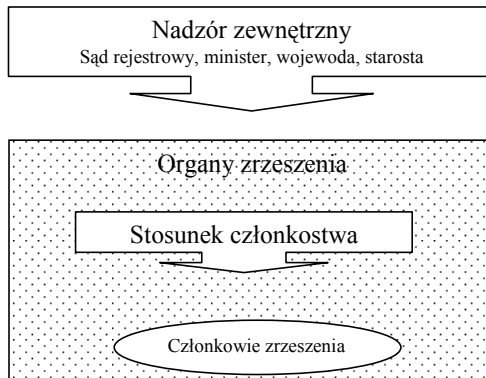 Nadzór zewnętrzny
Sąd rejestrowy, minister, wojewoda, starosta
Organy zrzeszenia
Stosunek członkostwa
Członkowie zrzeszenia